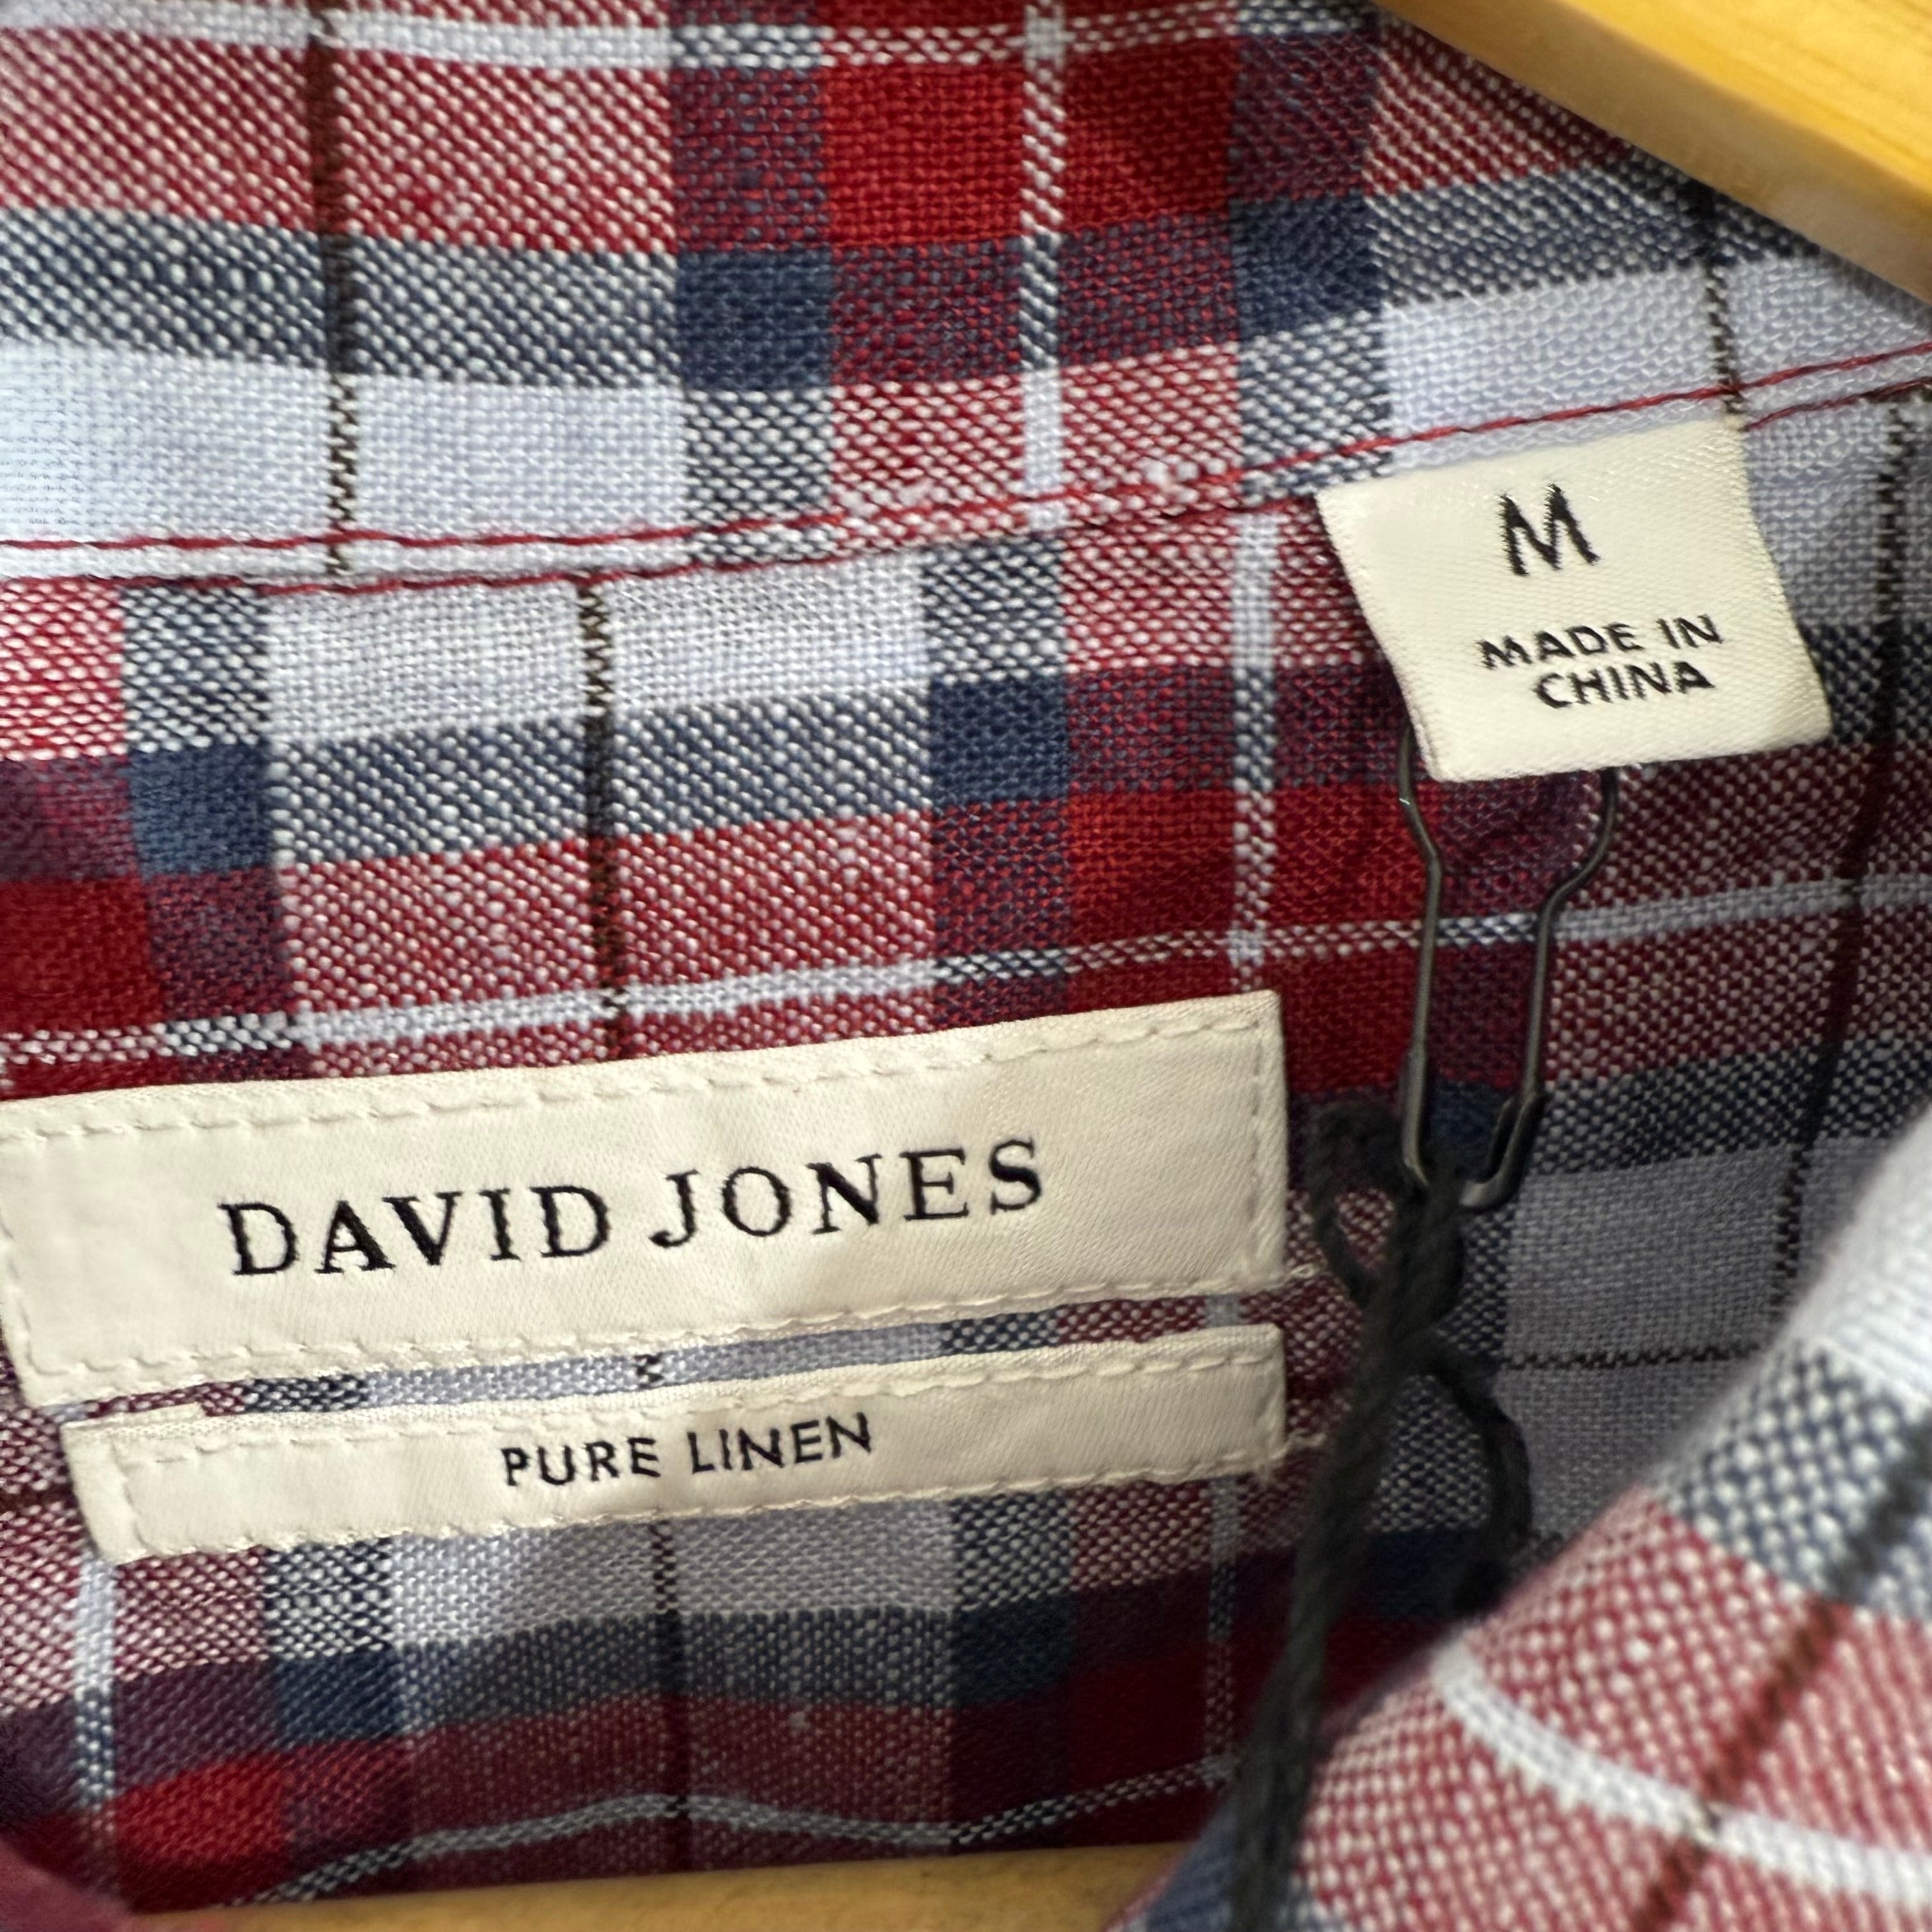 M
MADE IN
CHINA
DAVID JONES
PURE LINEN